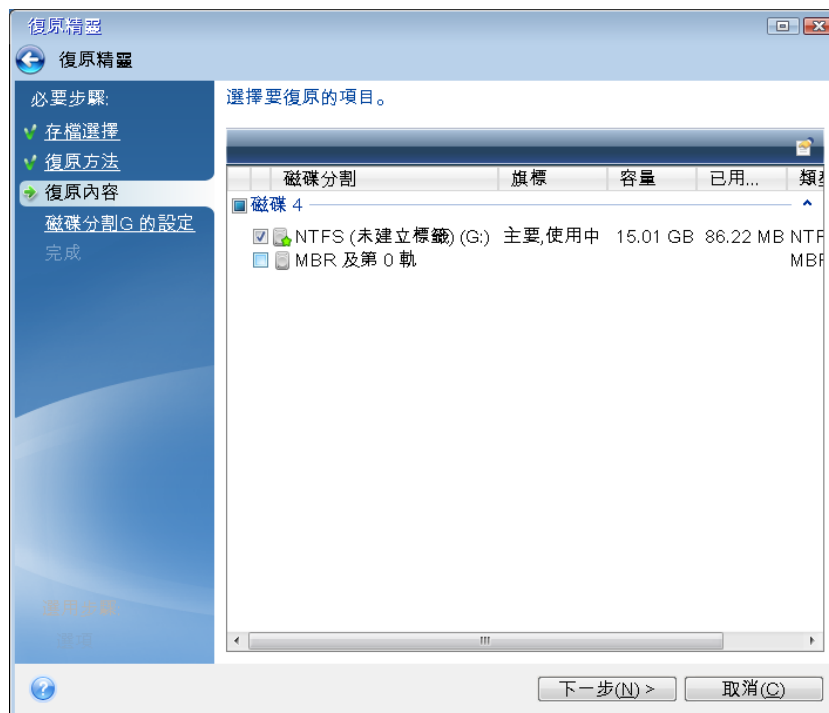 復原精靈
復原精靈
必要步驟:
存檔選擇
復原方法
復原內容
磁碟分割G 的設定
完成
選擇要復原的項目。
磁碟分割 旗標 容量 已用...
磁碟 4
NTFS (未建立標籤) (G:) 主要,使用中 15.01 GB 86.22 MB NTF
MBR 及第 0 軌 MBF
下一步(N) > 取消(C)